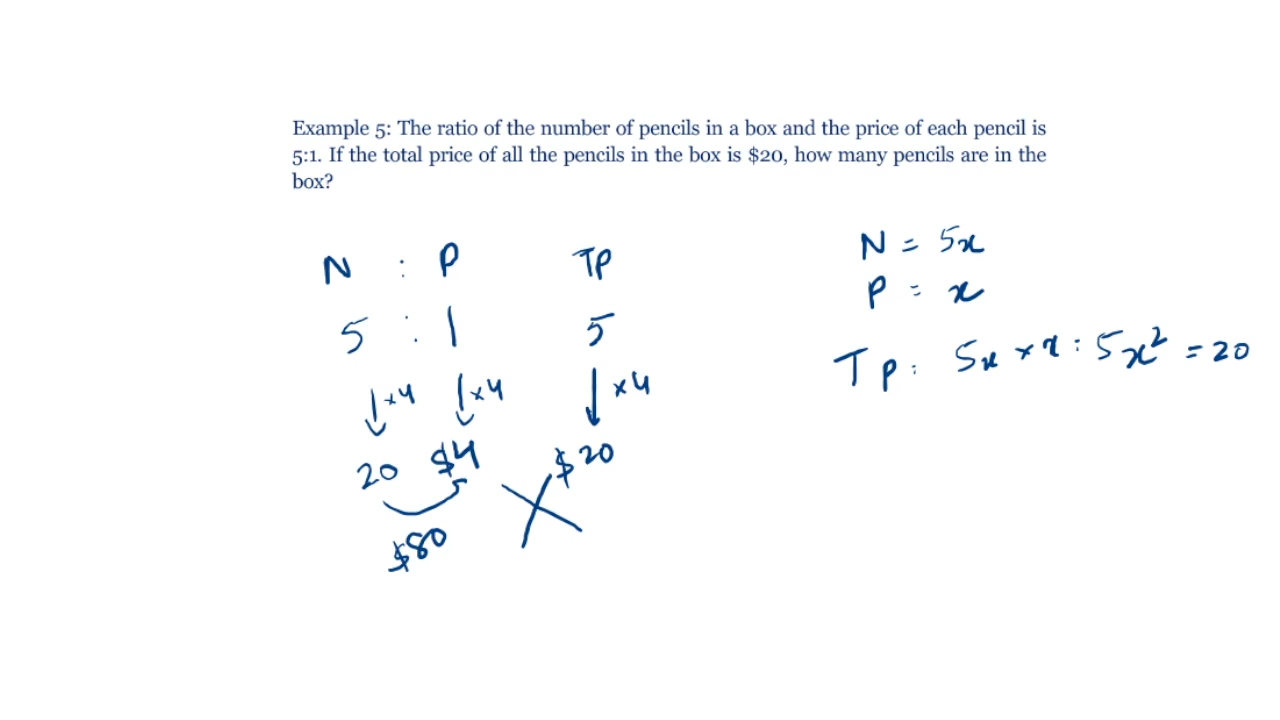 Example 5: The ratio of the number of pencils in a box and the price of each pencil is
5:1. If the total price of all the pencils in the box is $20, how many pencils are in the
box?
N : P TP
5 : 1 5
×4 ×4 ×4
20 $4 $20
$80
N = 5x
P = x
TP : 5x × x : 5x² = 20